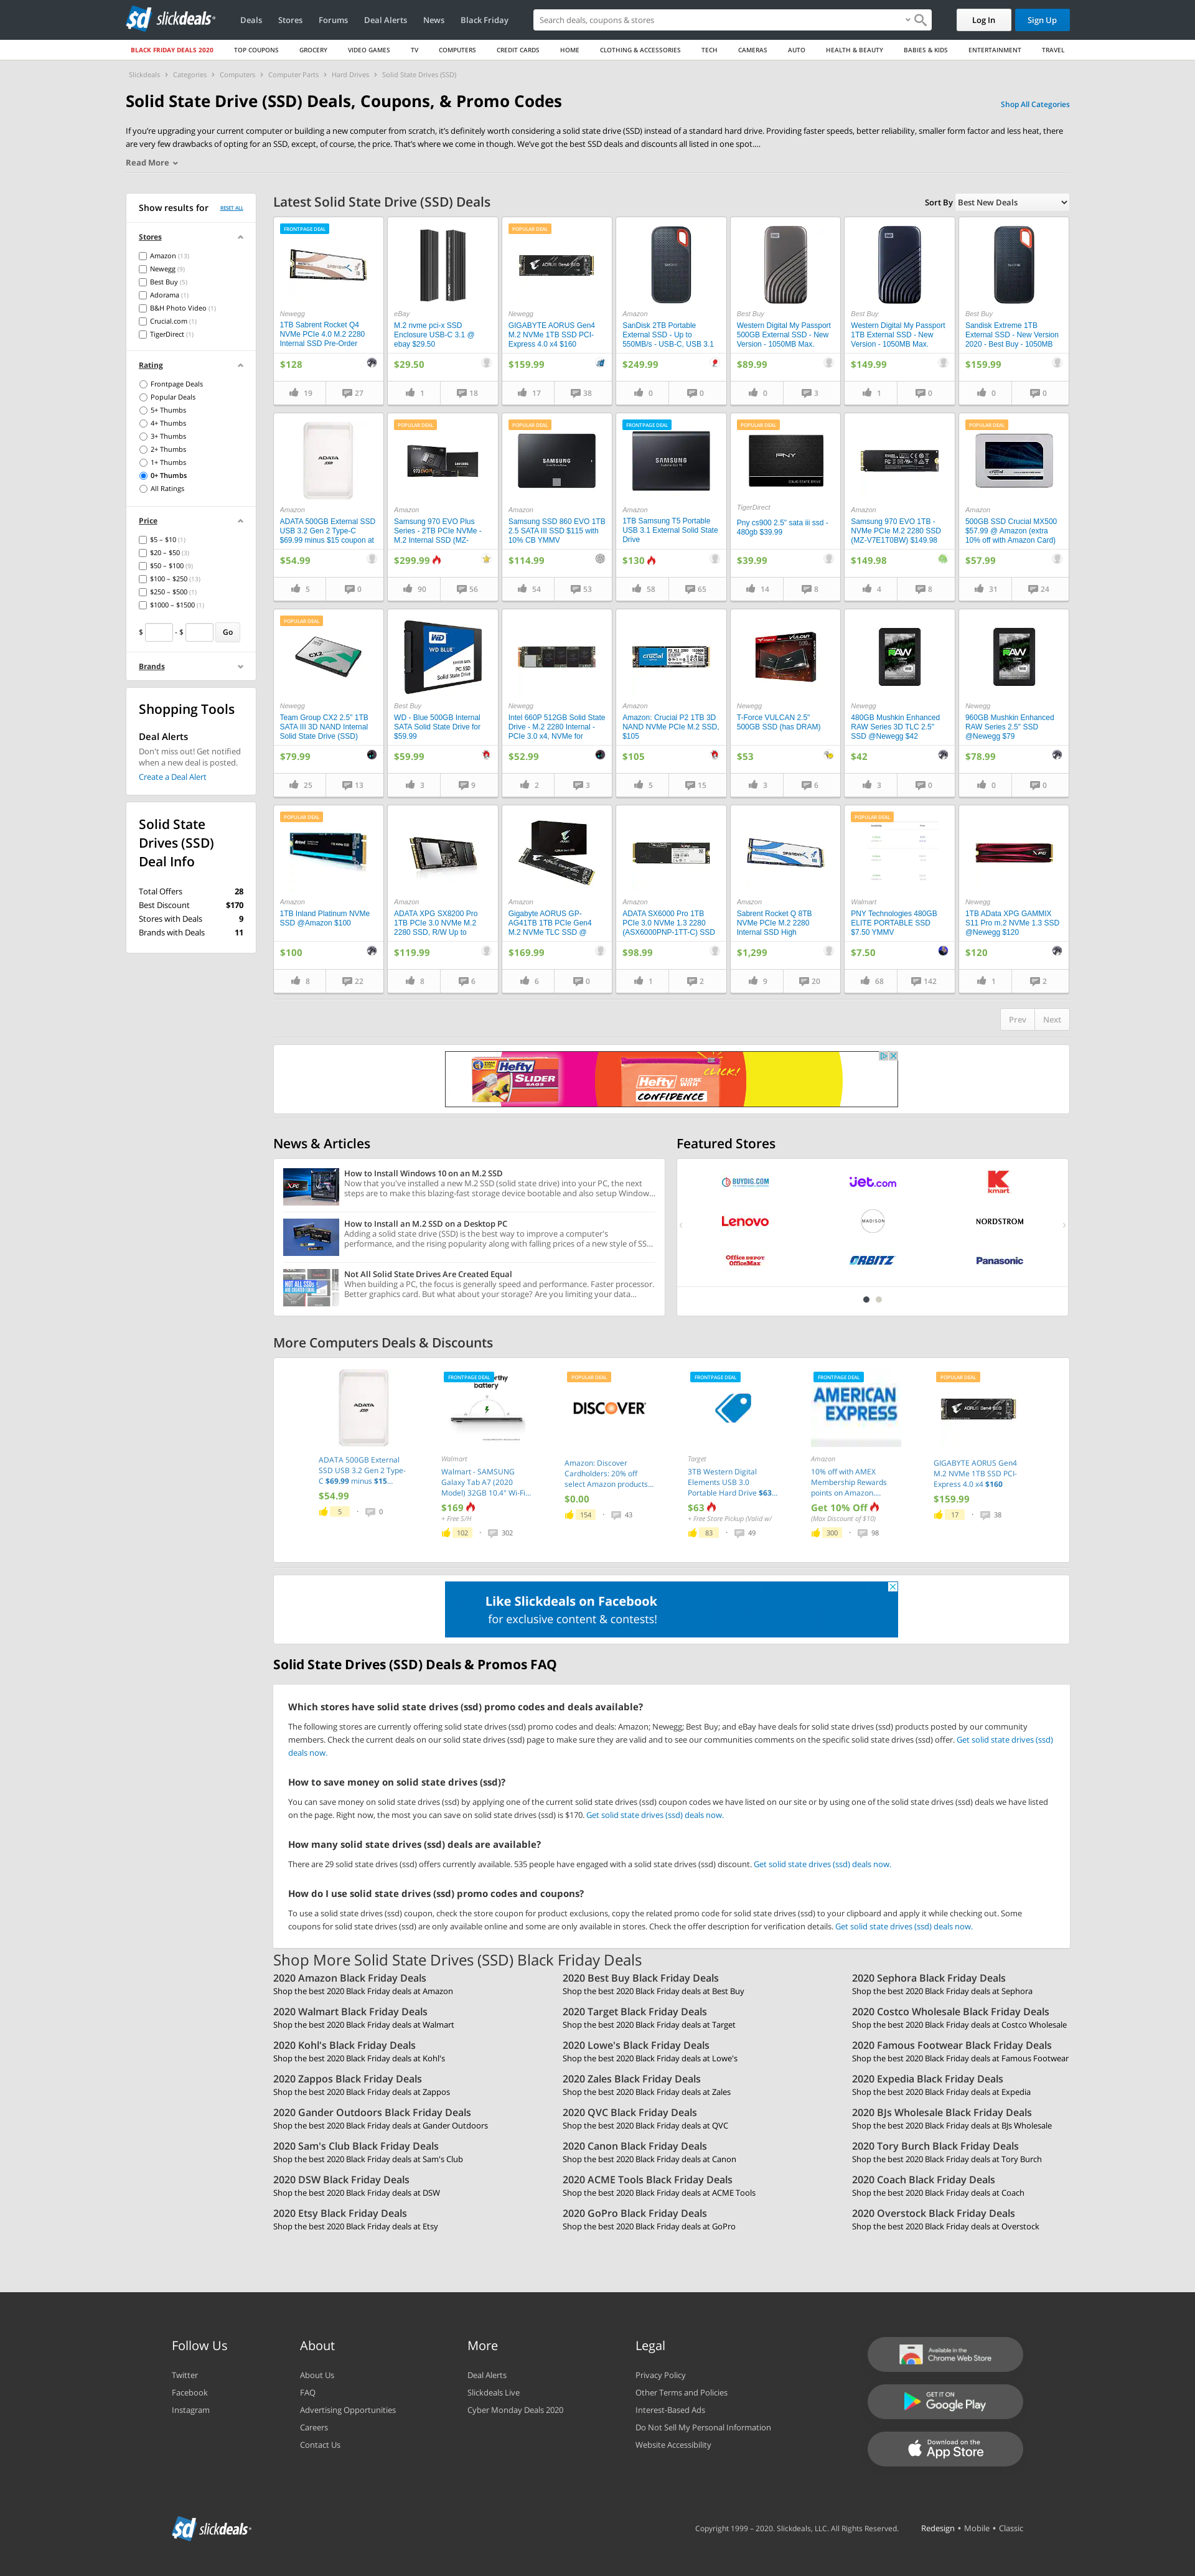 slickdeals
Deals Stores Forums Deal Alerts News Black Friday
Search deals, coupons & stores
Log In Sign Up
BLACK FRIDAY DEALS 2020 TOP COUPONS GROCERY VIDEO GAMES TV COMPUTERS CREDIT CARDS HOME CLOTHING & ACCESSORIES TECH CAMERAS AUTO HEALTH & BEAUTY BABIES & KIDS ENTERTAINMENT TRAVEL
Slickdeals > Categories > Computers > Computer Parts > Hard Drives > Solid State Drives (SSD)
Solid State Drive (SSD) Deals, Coupons, & Promo Codes
Shop All Categories
If you're upgrading your current computer or building a new computer from scratch, it's definitely worth considering a solid state drive (SSD) instead of a standard hard drive. Providing faster speeds, better reliability, smaller form factor and less heat, there
are very few drawbacks of opting for an SSD, except, of course, the price. That's where we come in though. We've got the best SSD deals and discounts all listed in one spot....
Read More
Show results for RESET ALL
Stores
Amazon (13)
Newegg (9)
Best Buy (5)
Adorama (1)
B&H Photo Video (1)
Crucial.com (1)
TigerDirect (1)
Rating
Frontpage Deals
Popular Deals
5+ Thumbs
4+ Thumbs
3+ Thumbs
2+ Thumbs
1+ Thumbs
0+ Thumbs
All Ratings
Price
$5 – $10 (1)
$20 – $50 (3)
$50 – $100 (9)
$100 – $250 (13)
$250 – $500 (1)
$1000 – $1500 (1)
$ - $ Go
Brands
Shopping Tools
Deal Alerts
Don't miss out! Get notified
when a new deal is posted.
Create a Deal Alert
Solid State
Drives (SSD)
Deal Info
Total Offers 28
Best Discount $170
Stores with Deals 9
Brands with Deals 11
Latest Solid State Drive (SSD) Deals
Sort By Best New Deals
FRONTPAGE DEAL
Newegg
1TB Sabrent Rocket Q4
NVMe PCIe 4.0 M.2 2280
Internal SSD Pre-Order
$128
19 27
eBay
M.2 nvme pci-x SSD
Enclosure USB-C 3.1 @
ebay $29.50
$29.50
1 18
POPULAR DEAL
Newegg
GIGABYTE AORUS Gen4
M.2 NVMe 1TB SSD PCI-
Express 4.0 x4 $160
$159.99
17 38
Amazon
SanDisk 2TB Portable
External SSD - Up to
550MB/s - USB-C, USB 3.1
$249.99
0 0
Best Buy
Western Digital My Passport
500GB External SSD - New
Version - 1050MB Max.
$89.99
0 3
Best Buy
Western Digital My Passport
1TB External SSD - New
Version - 1050MB Max.
$149.99
1 0
Best Buy
Sandisk Extreme 1TB
External SSD - New Version
2020 - Best Buy - 1050MB
$159.99
0 0
ADATA
SSD
Amazon
ADATA 500GB External SSD
USB 3.2 Gen 2 Type-C
$69.99 minus $15 coupon at
$54.99
5 0
POPULAR DEAL
Amazon
Samsung 970 EVO Plus
Series - 2TB PCIe NVMe -
M.2 Internal SSD (MZ-
$299.99
90 56
POPULAR DEAL
SAMSUNG
Amazon
Samsung SSD 860 EVO 1TB
2.5 SATA III SSD $115 with
10% CB YMMV
$114.99
54 53
FRONTPAGE DEAL
SAMSUNG
Amazon
1TB Samsung T5 Portable
USB 3.1 External Solid State
Drive
$130
58 65
POPULAR DEAL
PNY
TigerDirect
Pny cs900 2.5" sata iii ssd -
480gb $39.99
$39.99
14 8
Amazon
Samsung 970 EVO 1TB -
NVMe PCIe M.2 2280 SSD
(MZ-V7E1T0BW) $149.98
$149.98
4 8
POPULAR DEAL
crucial
Amazon
500GB SSD Crucial MX500
$57.99 @ Amazon (extra
10% off with Amazon Card)
$57.99
31 24
POPULAR DEAL
CX2
Newegg
Team Group CX2 2.5" 1TB
SATA III 3D NAND Internal
Solid State Drive (SSD)
$79.99
25 13
WD BLUE
PC SSD
Solid State Drive
Best Buy
WD - Blue 500GB Internal
SATA Solid State Drive for
$59.99
$59.99
3 9
Newegg
Intel 660P 512GB Solid State
Drive - M.2 2280 Internal -
PCIe 3.0 x4, NVMe for
$52.99
2 3
crucial
Amazon
Amazon: Crucial P2 1TB 3D
NAND NVMe PCIe M.2 SSD,
$105
$105
5 15
VULCAN
Newegg
T-Force VULCAN 2.5"
500GB SSD (has DRAM)
$53
3 6
RAW
Newegg
480GB Mushkin Enhanced
RAW Series 3D TLC 2.5"
SSD @Newegg $42
$42
3 0
RAW
Newegg
960GB Mushkin Enhanced
RAW Series 2.5" SSD
@Newegg $79
$78.99
0 0
POPULAR DEAL
Amazon
1TB Inland Platinum NVMe
SSD @Amazon $100
$100
8 22
Amazon
ADATA XPG SX8200 Pro
1TB PCIe 3.0 NVMe M.2
2280 SSD, R/W Up to
$119.99
8 6
Amazon
Gigabyte AORUS GP-
AG41TB 1TB PCIe Gen4
M.2 NVMe TLC SSD @
$169.99
6 0
Amazon
ADATA SX6000 Pro 1TB
PCIe 3.0 NVMe 1.3 2280
(ASX6000PNP-1TT-C) SSD
$98.99
1 2
Amazon
Sabrent Rocket Q 8TB
NVMe PCIe M.2 2280
Internal SSD High
$1,299
9 20
POPULAR DEAL
Walmart
PNY Technologies 480GB
ELITE PORTABLE SSD
$7.50 YMMV
$7.50
68 142
XPG
Newegg
1TB AData XPG GAMMIX
S11 Pro m.2 NVMe 1.3 SSD
@Newegg $120
$120
1 2
Prev Next
Hefty SLIDER BAGS Hefty CLOSE WITH CONFIDENCE CLICK!
News & Articles
How to Install Windows 10 on an M.2 SSD
Now that you've installed a new M.2 SSD (solid state drive) into your PC, the next
steps are to make this blazing-fast storage device bootable and also setup Window...
How to Install an M.2 SSD on a Desktop PC
Adding a solid state drive (SSD) is the best way to improve a computer's
performance, and the rising popularity along with falling prices of a new style of SS...
NOT ALL SSDs
Not All Solid State Drives Are Created Equal
When building a PC, the focus is generally speed and performance. Faster processor.
Better graphics card. But what about your storage? Are you limiting your data...
Featured Stores
BUYDIG.COM Jet.com kmart
Lenovo MADISON NORDSTROM
Office DEPOT OfficeMax ORBITZ Panasonic
More Computers Deals & Discounts
ADATA
SSD
ADATA 500GB External
SSD USB 3.2 Gen 2 Type-
C $69.99 minus $15...
$54.99
5 · 0
FRONTPAGE DEAL
battery
Walmart
Walmart - SAMSUNG
Galaxy Tab A7 (2020
Model) 32GB 10.4" Wi-Fi...
$169
+ Free S/H
102 · 302
POPULAR DEAL
DISCOVER
Amazon: Discover
Cardholders: 20% off
select Amazon products...
$0.00
154 · 43
FRONTPAGE DEAL
Target
3TB Western Digital
Elements USB 3.0
Portable Hard Drive $63...
$63
+ Free Store Pickup (Valid w/
83 · 49
FRONTPAGE DEAL
AMERICAN EXPRESS
Amazon
10% off with AMEX
Membership Rewards
points on Amazon....
Get 10% Off
(Max Discount of $10)
300 · 98
POPULAR DEAL
GIGABYTE AORUS Gen4
M.2 NVMe 1TB SSD PCI-
Express 4.0 x4 $160
$159.99
17 · 38
Like Slickdeals on Facebook
for exclusive content & contests!
Solid State Drives (SSD) Deals & Promos FAQ
Which stores have solid state drives (ssd) promo codes and deals available?
The following stores are currently offering solid state drives (ssd) promo codes and deals: Amazon; Newegg; Best Buy; and eBay have deals for solid state drives (ssd) products posted by our community
members. Check the current deals on our solid state drives (ssd) page to make sure they are valid and to see our communities comments on the specific solid state drives (ssd) offer. Get solid state drives (ssd)
deals now.
How to save money on solid state drives (ssd)?
You can save money on solid state drives (ssd) by applying one of the current solid state drives (ssd) coupon codes we have listed on our site or by using one of the solid state drives (ssd) deals we have listed
on the page. Right now, the most you can save on solid state drives (ssd) is $170. Get solid state drives (ssd) deals now.
How many solid state drives (ssd) deals are available?
There are 29 solid state drives (ssd) offers currently available. 535 people have engaged with a solid state drives (ssd) discount. Get solid state drives (ssd) deals now.
How do I use solid state drives (ssd) promo codes and coupons?
To use a solid state drives (ssd) coupon, check the store coupon for product exclusions, copy the related promo code for solid state drives (ssd) to your clipboard and apply it while checking out. Some
coupons for solid state drives (ssd) are only available online and some are only available in stores. Check the offer description for verification details. Get solid state drives (ssd) deals now.
Shop More Solid State Drives (SSD) Black Friday Deals
2020 Amazon Black Friday Deals 2020 Best Buy Black Friday Deals 2020 Sephora Black Friday Deals
Shop the best 2020 Black Friday deals at Amazon Shop the best 2020 Black Friday deals at Best Buy Shop the best 2020 Black Friday deals at Sephora
2020 Walmart Black Friday Deals 2020 Target Black Friday Deals 2020 Costco Wholesale Black Friday Deals
Shop the best 2020 Black Friday deals at Walmart Shop the best 2020 Black Friday deals at Target Shop the best 2020 Black Friday deals at Costco Wholesale
2020 Kohl's Black Friday Deals 2020 Lowe's Black Friday Deals 2020 Famous Footwear Black Friday Deals
Shop the best 2020 Black Friday deals at Kohl's Shop the best 2020 Black Friday deals at Lowe's Shop the best 2020 Black Friday deals at Famous Footwear
2020 Zappos Black Friday Deals 2020 Zales Black Friday Deals 2020 Expedia Black Friday Deals
Shop the best 2020 Black Friday deals at Zappos Shop the best 2020 Black Friday deals at Zales Shop the best 2020 Black Friday deals at Expedia
2020 Gander Outdoors Black Friday Deals 2020 QVC Black Friday Deals 2020 BJs Wholesale Black Friday Deals
Shop the best 2020 Black Friday deals at Gander Outdoors Shop the best 2020 Black Friday deals at QVC Shop the best 2020 Black Friday deals at BJs Wholesale
2020 Sam's Club Black Friday Deals 2020 Canon Black Friday Deals 2020 Tory Burch Black Friday Deals
Shop the best 2020 Black Friday deals at Sam's Club Shop the best 2020 Black Friday deals at Canon Shop the best 2020 Black Friday deals at Tory Burch
2020 DSW Black Friday Deals 2020 ACME Tools Black Friday Deals 2020 Coach Black Friday Deals
Shop the best 2020 Black Friday deals at DSW Shop the best 2020 Black Friday deals at ACME Tools Shop the best 2020 Black Friday deals at Coach
2020 Etsy Black Friday Deals 2020 GoPro Black Friday Deals 2020 Overstock Black Friday Deals
Shop the best 2020 Black Friday deals at Etsy Shop the best 2020 Black Friday deals at GoPro Shop the best 2020 Black Friday deals at Overstock
Follow Us
Twitter
Facebook
Instagram
About
About Us
FAQ
Advertising Opportunities
Careers
Contact Us
More
Deal Alerts
Slickdeals Live
Cyber Monday Deals 2020
Legal
Privacy Policy
Other Terms and Policies
Interest-Based Ads
Do Not Sell My Personal Information
Website Accessibility
Available in the
Chrome Web Store
GET IT ON
Google Play
Download on the
App Store
slickdeals
Copyright 1999 – 2020. Slickdeals, LLC. All Rights Reserved. Redesign • Mobile • Classic